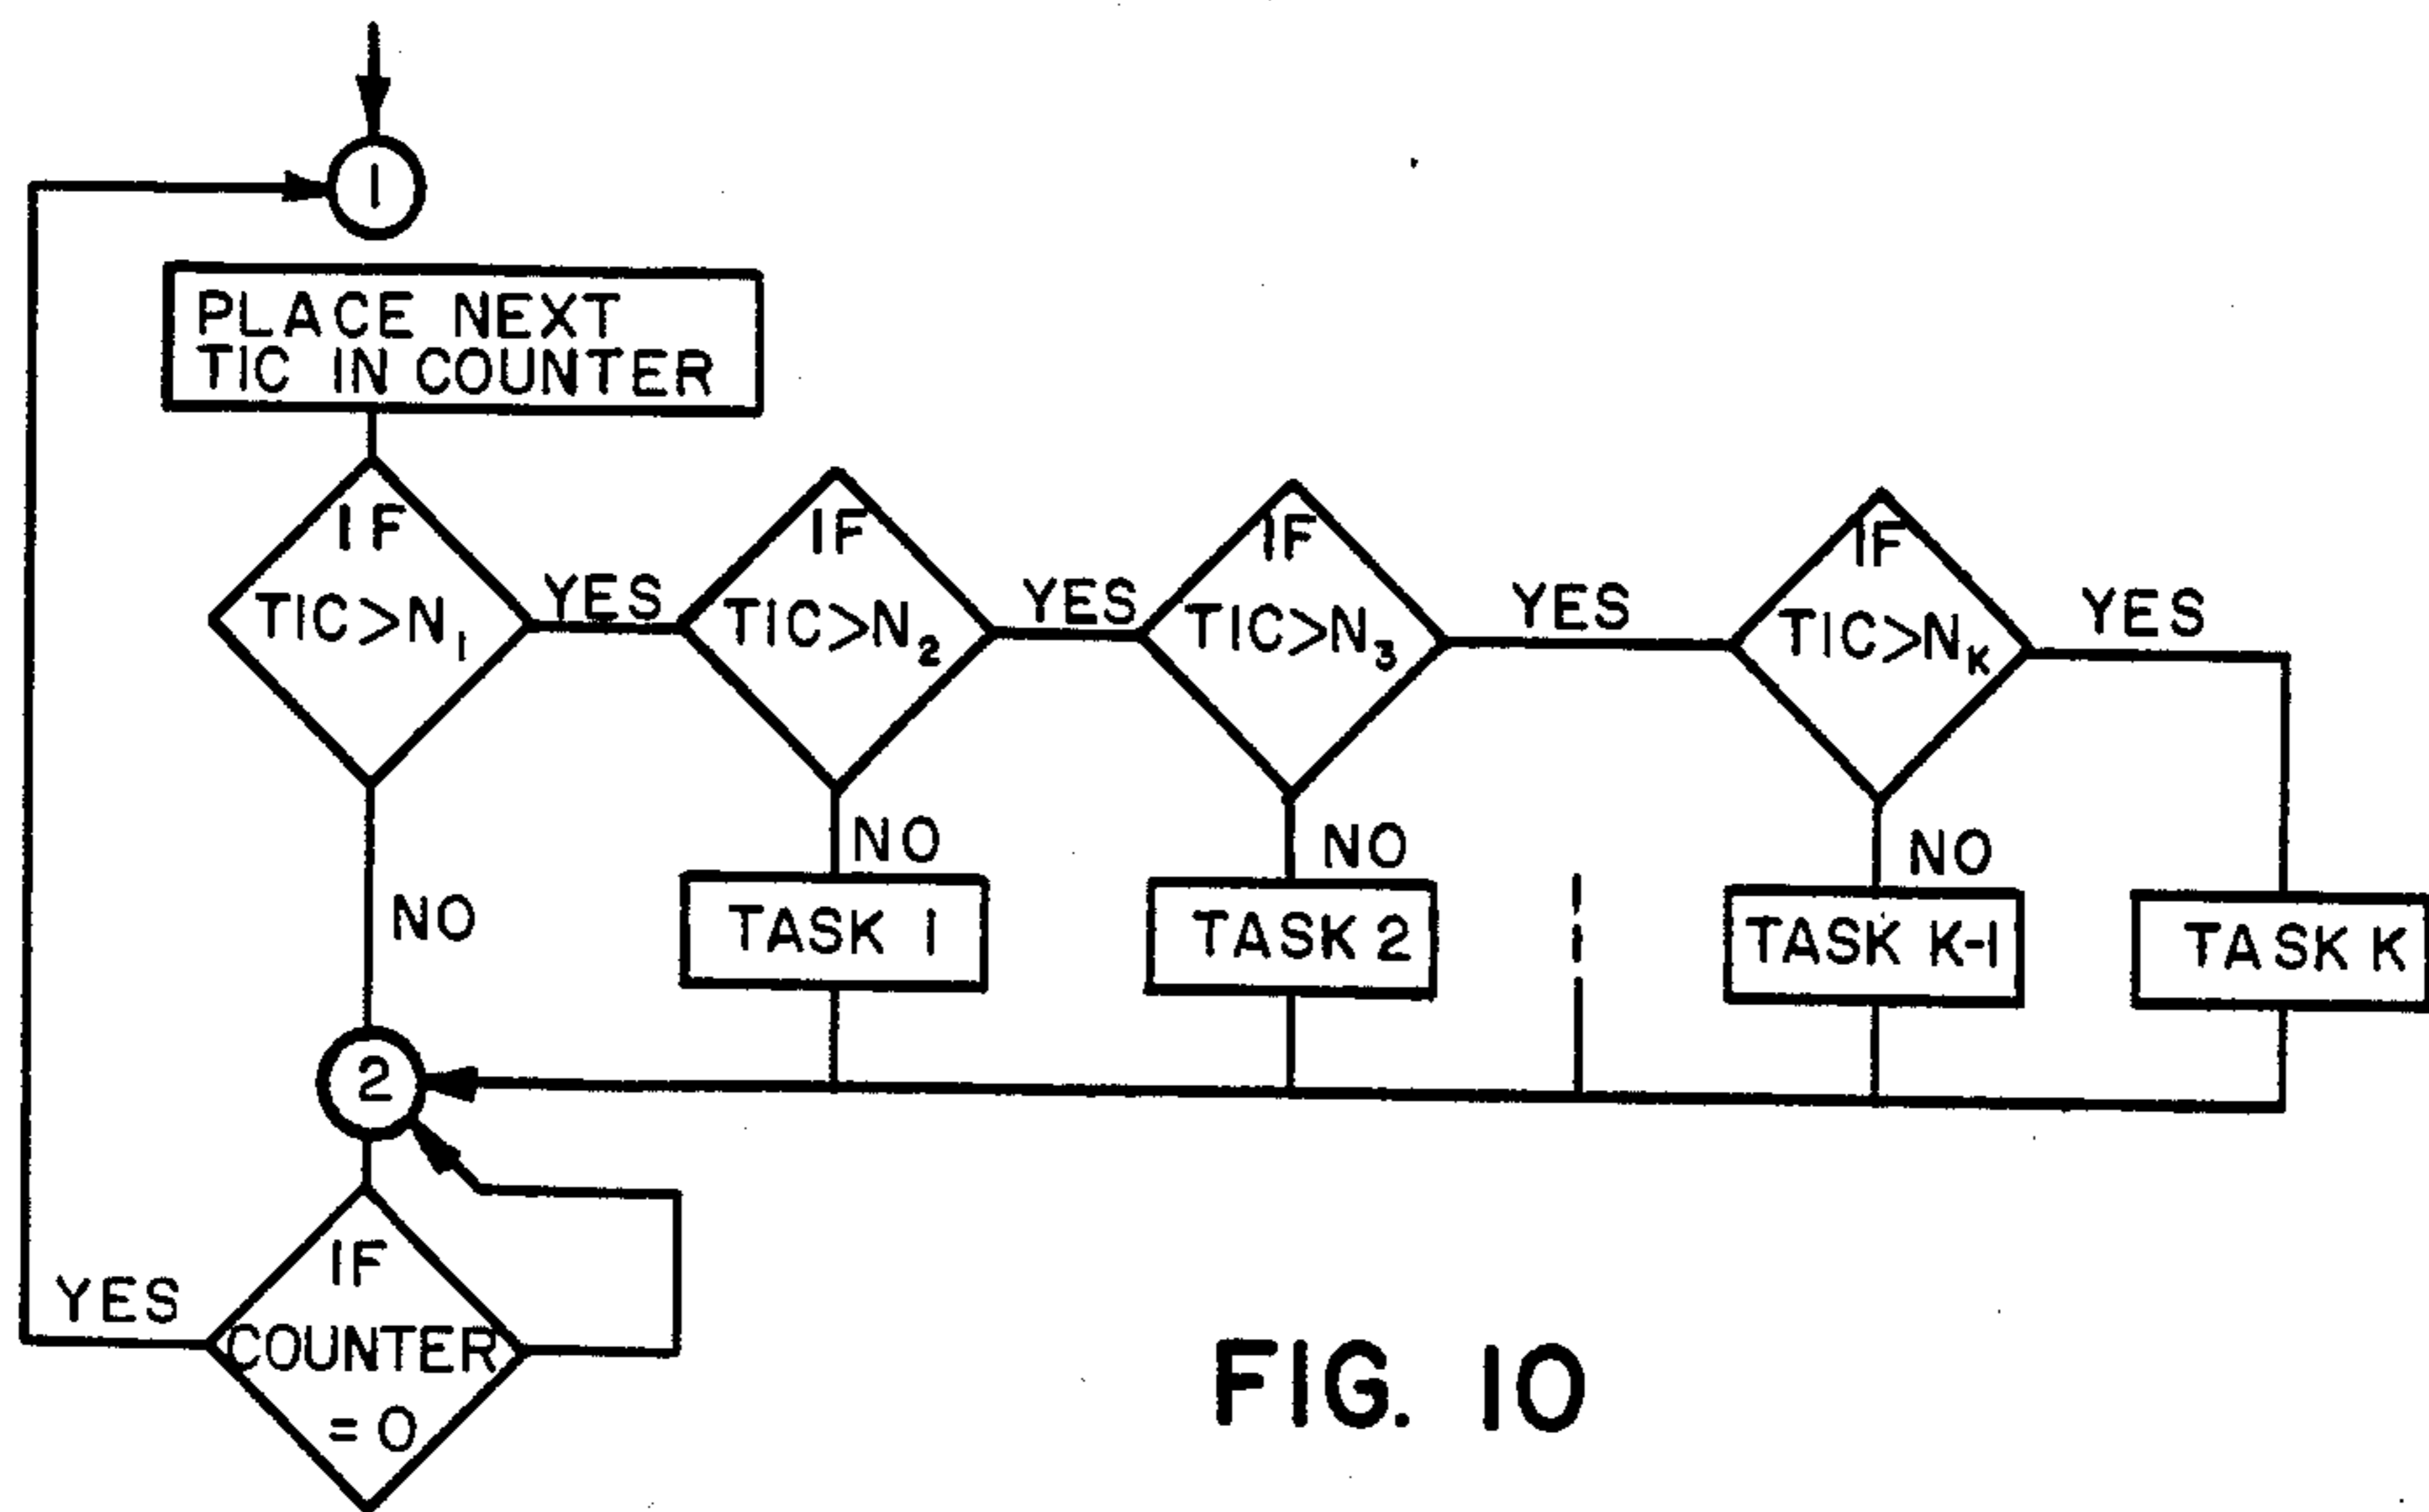 1
PLACE NEXT
TIC IN COUNTER
IF
TIC>N₁
YES
IF
TIC>N₂
YES
IF
TIC>N₃
YES
IF
TIC>Nₖ
YES
NO
NO
NO
NO
TASK 1
TASK 2
TASK K-1
TASK K
2
IF
COUNTER
= 0
YES
FIG. 10